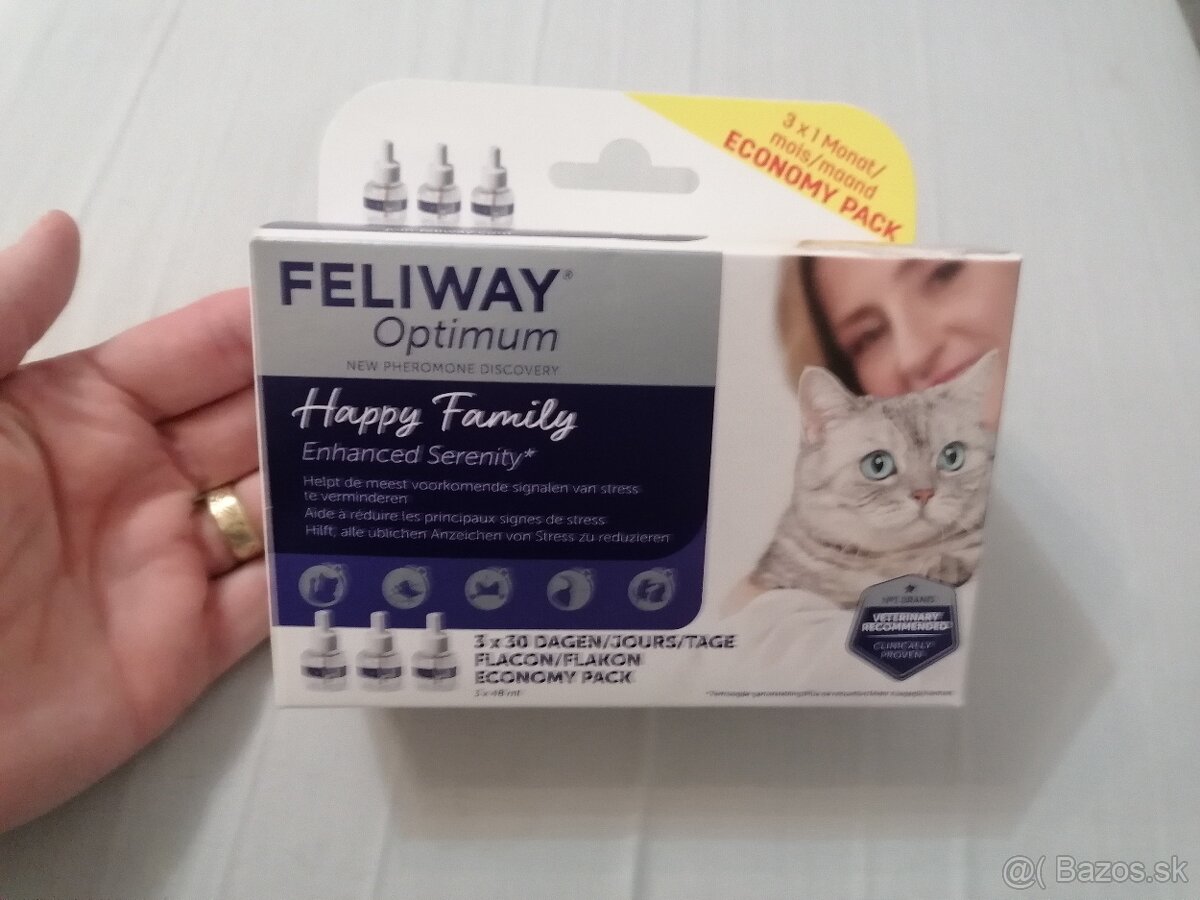 3 x 1 Monat/
mois/maand
ECONOMY PACK
FELIWAY®
Optimum
NEW PHEROMONE DISCOVERY
Happy Family
Enhanced Serenity*
Helpt de meest voorkomende signalen van stress
te verminderen
Aide à réduire les principaux signes de stress
Hilft, alle üblichen Anzeichen von Stress zu reduzieren
N°1 BRAND
VETERINARY
RECOMMENDED
CLINICALLY
PROVEN
3 x 30 DAGEN/JOURS/TAGE
FLACON/FLAKON
ECONOMY PACK
3 x 48 ml
@( Bazos.sk